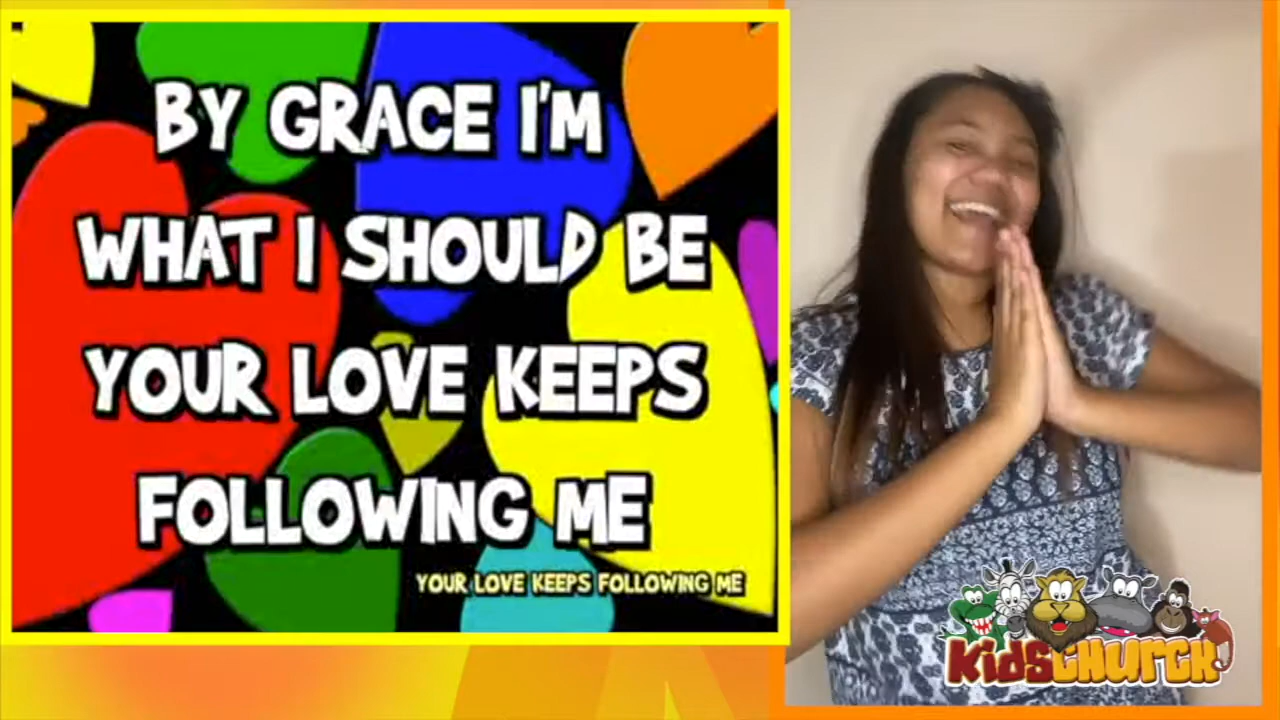 BY GRACE I'M
WHAT I SHOULD BE
YOUR LOVE KEEPS
FOLLOWING ME
YOUR LOVE KEEPS FOLLOWING ME
KIDSCHURCH